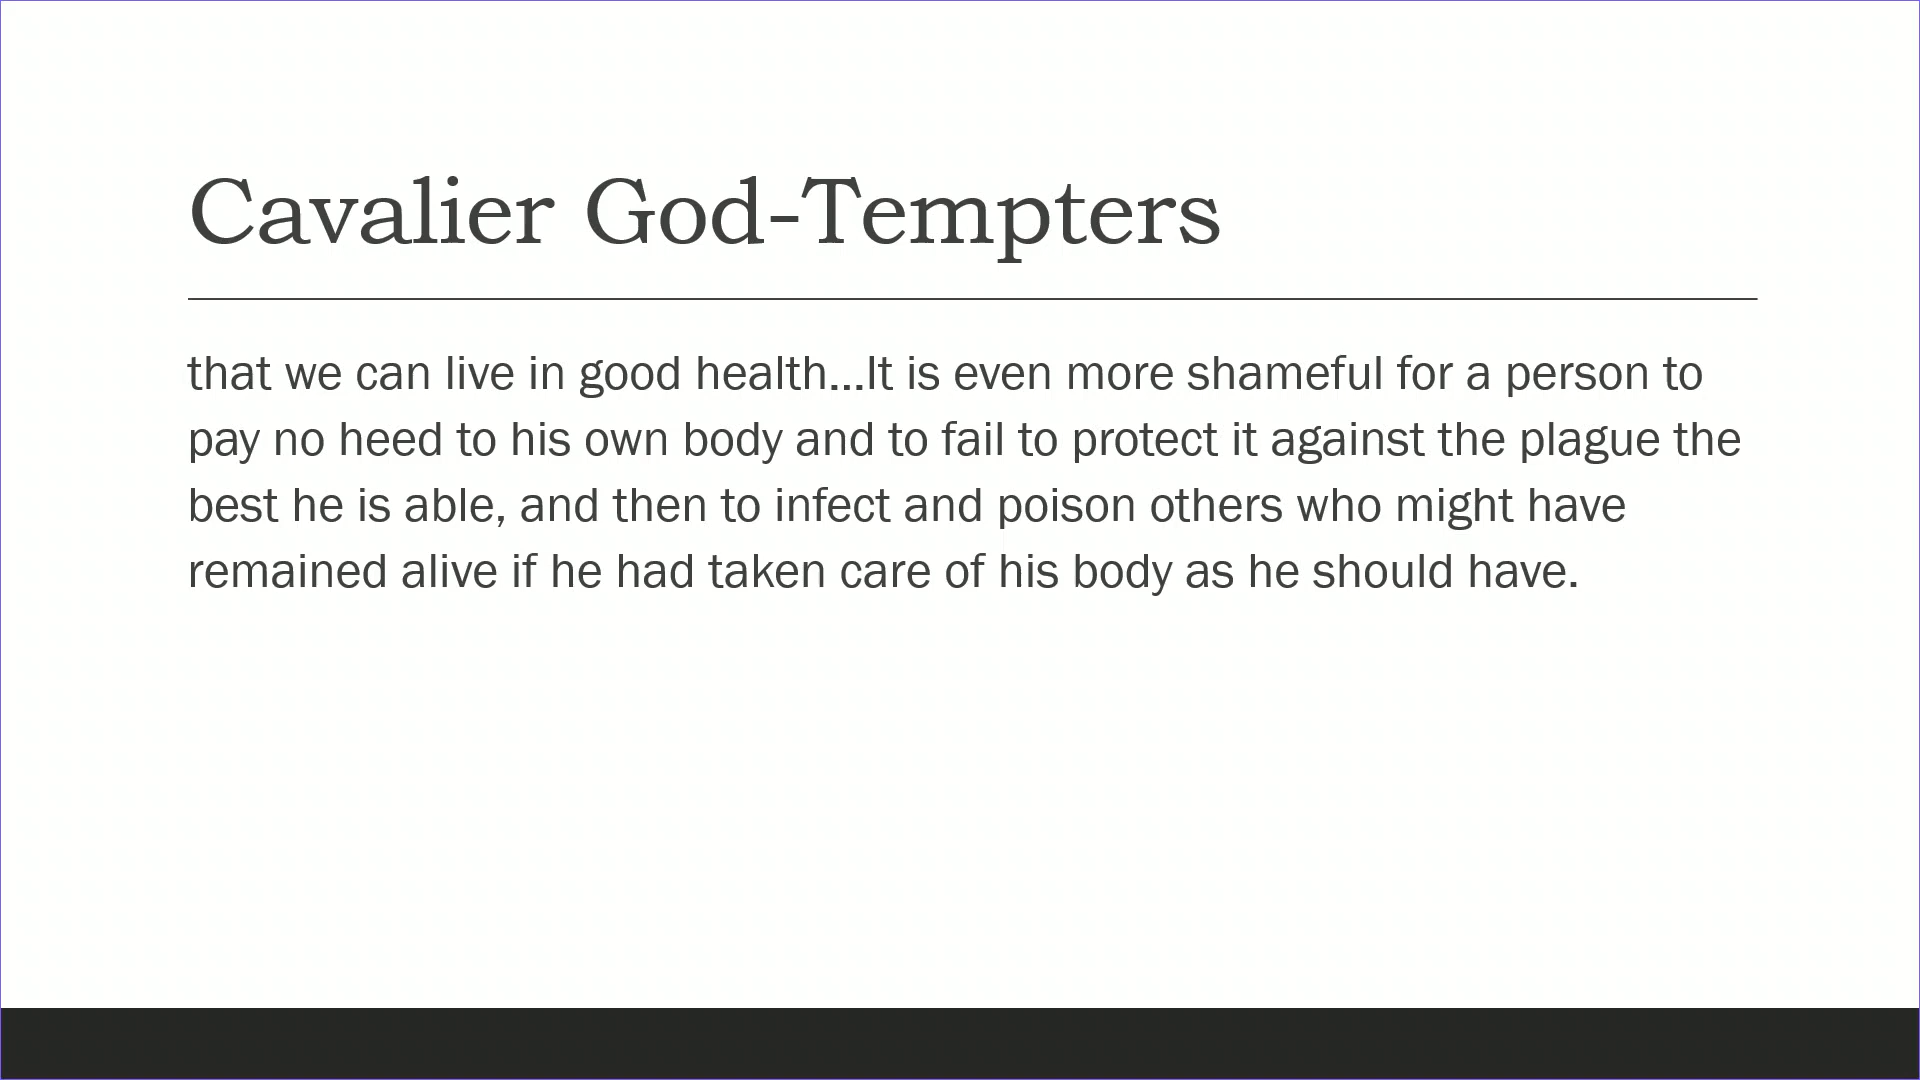 Cavalier God-Tempters
that we can live in good health...It is even more shameful for a person to
pay no heed to his own body and to fail to protect it against the plague the
best he is able, and then to infect and poison others who might have
remained alive if he had taken care of his body as he should have.